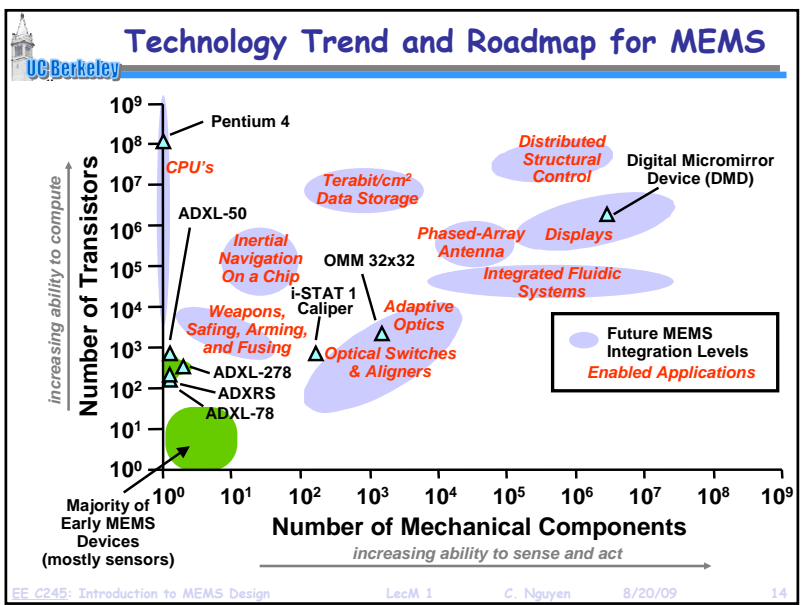 Technology Trend and Roadmap for MEMS
UC Berkeley
increasing ability to compute
Number of Transistors
10⁹
10⁸
10⁷
10⁶
10⁵
10⁴
10³
10²
10¹
10⁰
Pentium 4
CPU's
ADXL-50
Terabit/cm²
Data Storage
Distributed
Structural
Control
Digital Micromirror
Device (DMD)
Inertial
Navigation
On a Chip
Phased-Array
Antenna
Displays
OMM 32x32
Integrated Fluidic
Systems
i-STAT 1
Caliper
Weapons,
Safing, Arming,
and Fusing
Adaptive
Optics
Optical Switches
& Aligners
ADXL-278
ADXRS
ADXL-78
Future MEMS
Integration Levels
Enabled Applications
Majority of
Early MEMS
Devices
(mostly sensors)
10⁰ 10¹ 10² 10³ 10⁴ 10⁵ 10⁶ 10⁷ 10⁸ 10⁹
Number of Mechanical Components
increasing ability to sense and act
EE C245: Introduction to MEMS Design LecM 1 C. Nguyen 8/20/09 14